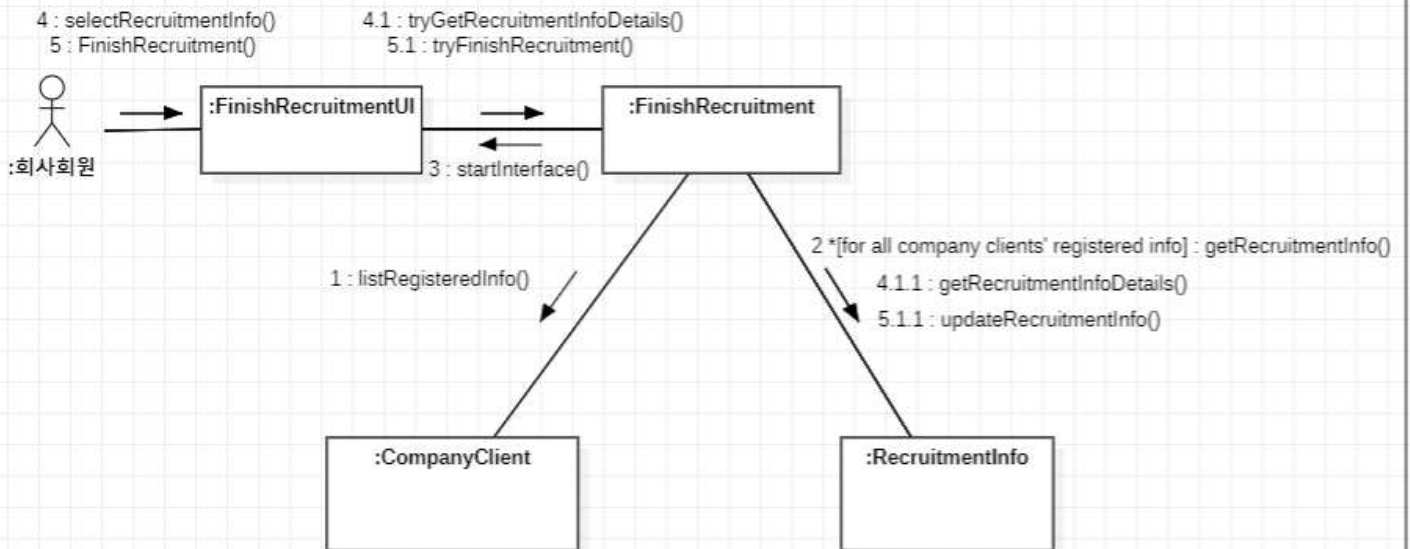 4 : selectRecruitmentInfo()
5 : FinishRecruitment()
4.1 : tryGetRecruitmentInfoDetails()
5.1 : tryFinishRecruitment()
:FinishRecruitmentUI
:FinishRecruitment
:회사회원
3 : startInterface()
2 *[for all company clients' registered info] : getRecruitmentInfo()
1 : listRegisteredInfo()
4.1.1 : getRecruitmentInfoDetails()
5.1.1 : updateRecruitmentInfo()
:CompanyClient
:RecruitmentInfo